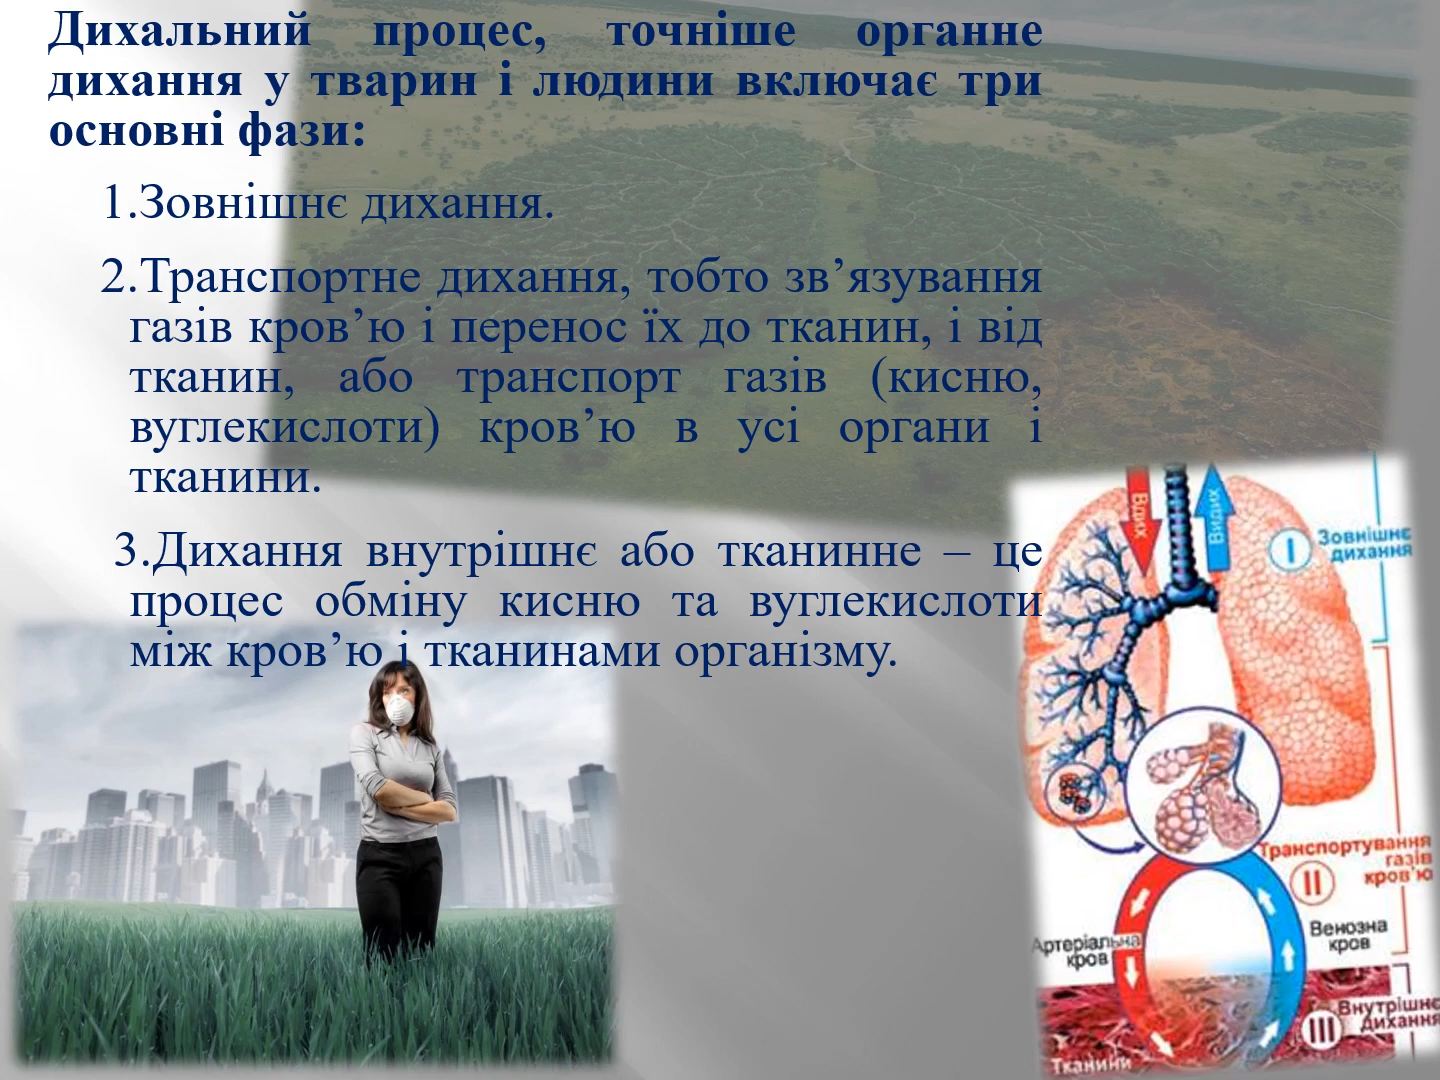 Дихальний процес, точніше органне
дихання у тварин і людини включає три
основні фази:
1.Зовнішнє дихання.
2.Транспортне дихання, тобто зв’язування
газів кров’ю і перенос їх до тканин, і від
тканин, або транспорт газів (кисню,
вуглекислоти) кров’ю в усі органи і
тканини.
3.Дихання внутрішнє або тканинне – це
процес обміну кисню та вуглекислоти
між кров’ю і тканинами організму.
Вдих
Видих
I
Зовнішнє
дихання
Транспортування
газів
кров’ю
II
Артеріальна
кров
Венозна
кров
Внутрішнє
дихання
III
Тканини